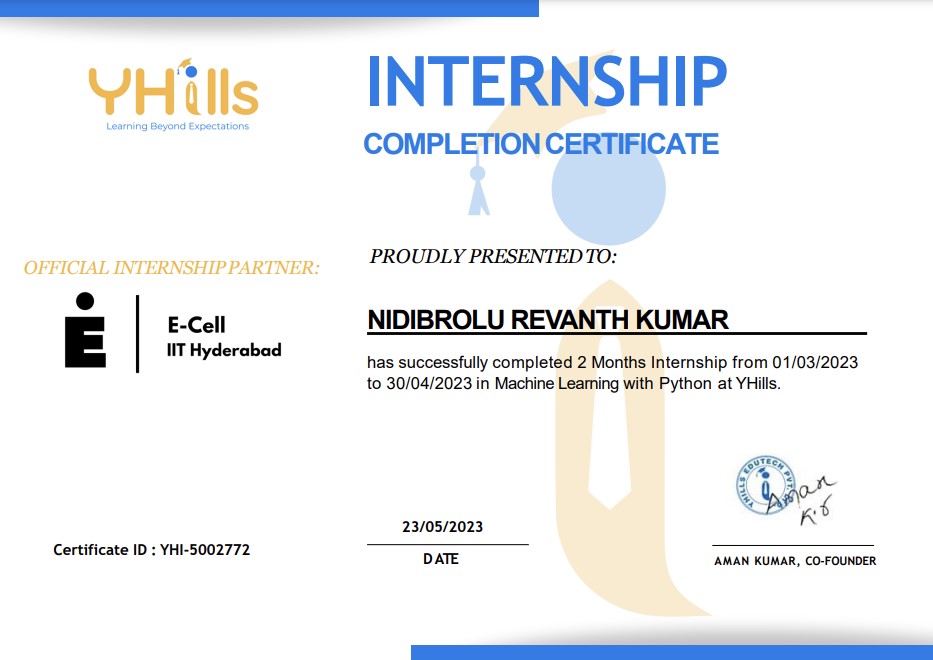 YHills
Learning Beyond Expectations
INTERNSHIP
COMPLETION CERTIFICATE
OFFICIAL INTERNSHIP PARTNER:
E-Cell
IIT Hyderabad
PROUDLY PRESENTED TO:
NIDIBROLU REVANTH KUMAR
has successfully completed 2 Months Internship from 01/03/2023
to 30/04/2023 in Machine Learning with Python at YHills.
YHILLS EDUTECH PVT.
Aman
K.r
23/05/2023
DATE
Certificate ID : YHI-5002772
AMAN KUMAR, CO-FOUNDER